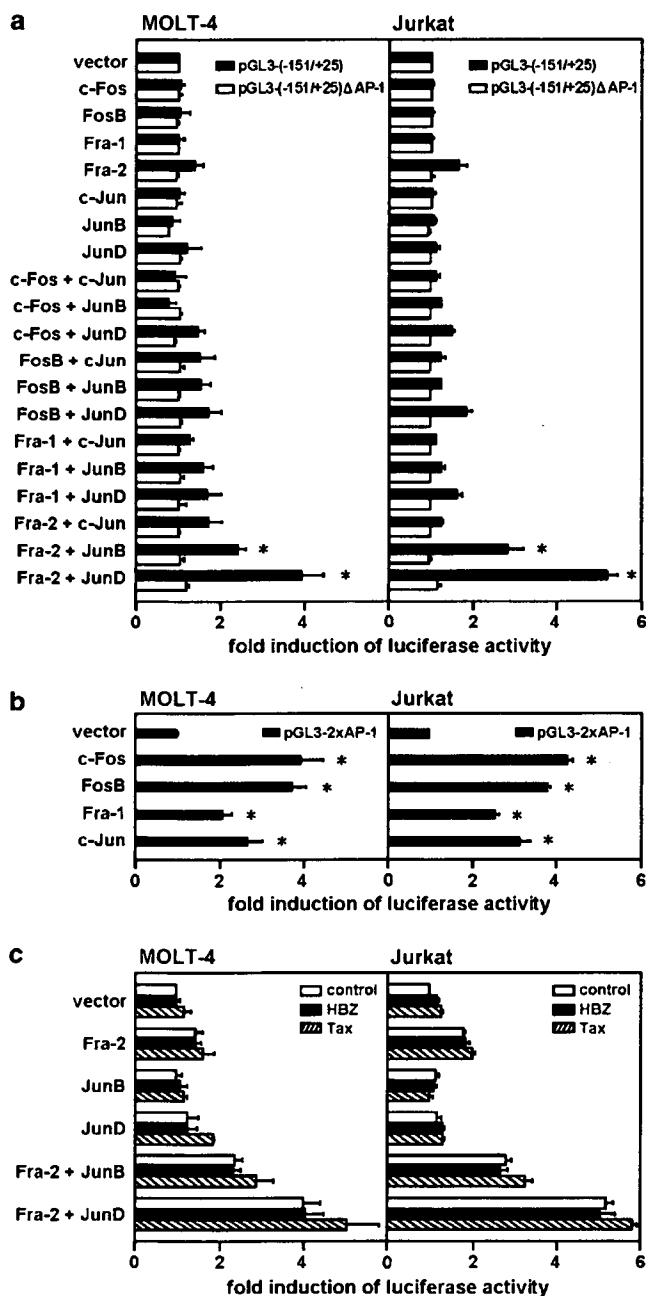 a
MOLT-4
Jurkat
pGL3-(-151/+25)
pGL3-(-151/+25)Δ AP-1
pGL3-(-151/+25)
pGL3-(-151/+25)Δ AP-1
vector
c-Fos
FosB
Fra-1
Fra-2
c-Jun
JunB
JunD
c-Fos + c-Jun
c-Fos + JunB
c-Fos + JunD
FosB + cJun
FosB + JunB
FosB + JunD
Fra-1 + c-Jun
Fra-1 + JunB
Fra-1 + JunD
Fra-2 + c-Jun
Fra-2 + JunB * *
Fra-2 + JunD * *
0 2 4 0 2 4 6
fold induction of luciferase activity
b
MOLT-4
Jurkat
vector
pGL3-2xAP-1
pGL3-2xAP-1
c-Fos * *
FosB * *
Fra-1 * *
c-Jun * *
0 2 4 0 2 4 6
fold induction of luciferase activity
c
MOLT-4
Jurkat
control
HBZ
Tax
control
HBZ
Tax
vector
Fra-2
JunB
JunD
Fra-2 + JunB
Fra-2 + JunD
0 2 4 0 2 4 6
fold induction of luciferase activity